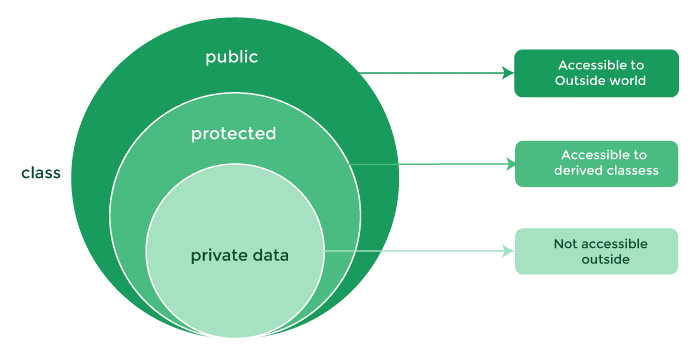 public
Accessible to
Outside world
protected
Accessible to
derived classess
class
private data
Not accessible
outside